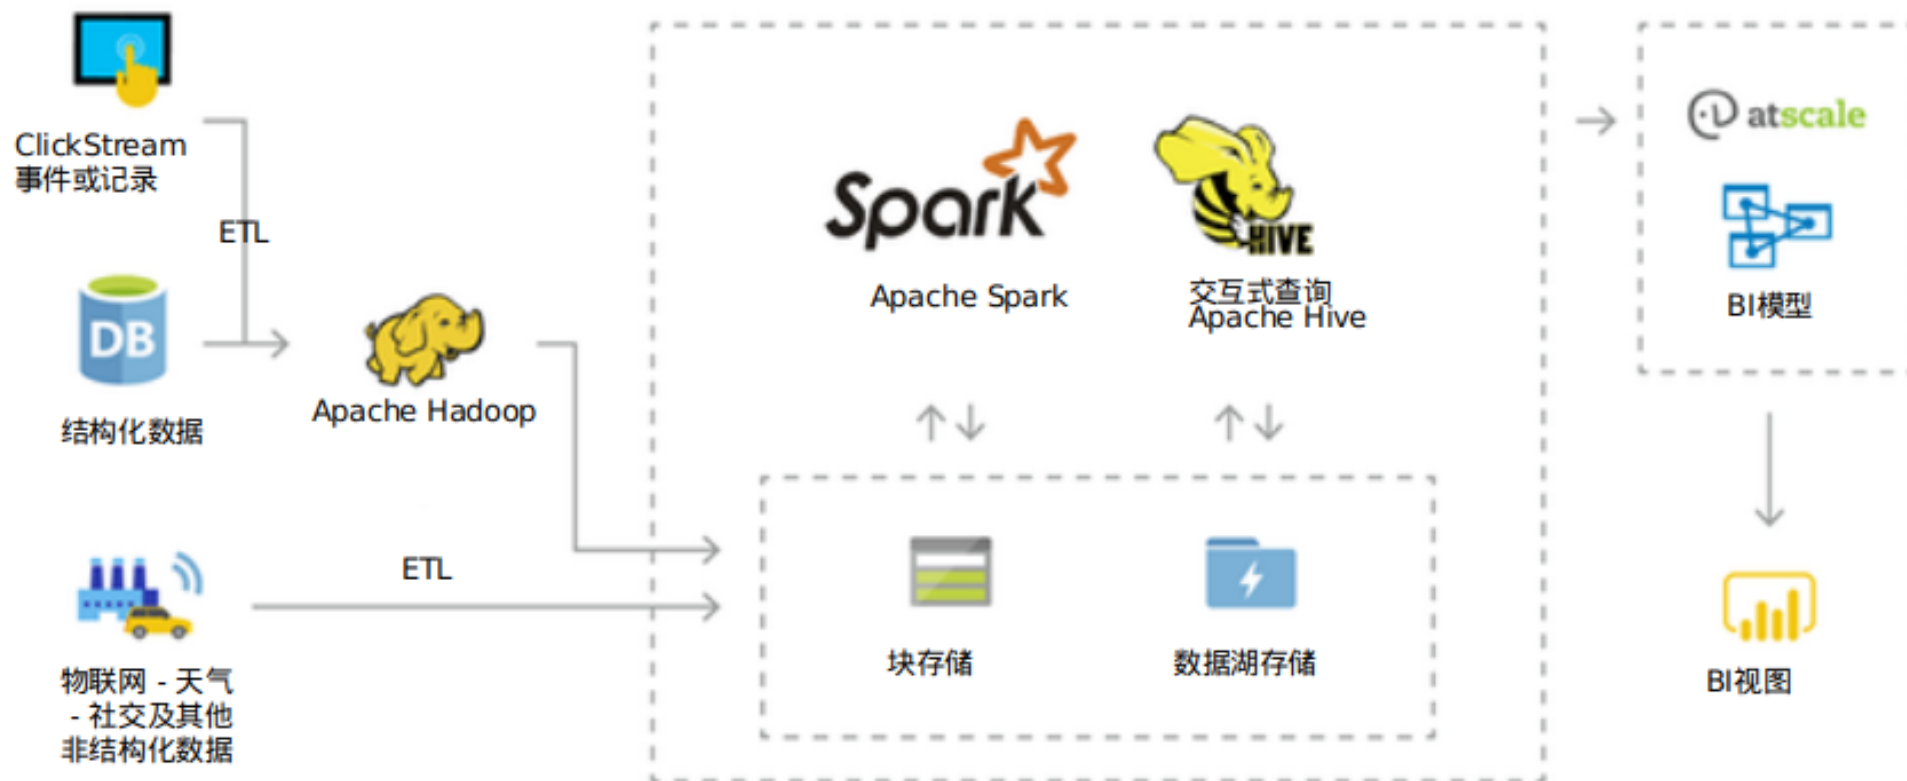 ClickStream
事件或记录
ETL
DB
结构化数据
Apache Hadoop
物联网 - 天气
- 社交及其他
非结构化数据
ETL
Spark
Apache Spark
HIVE
交互式查询
Apache Hive
块存储
数据湖存储
atscale
BI模型
BI视图